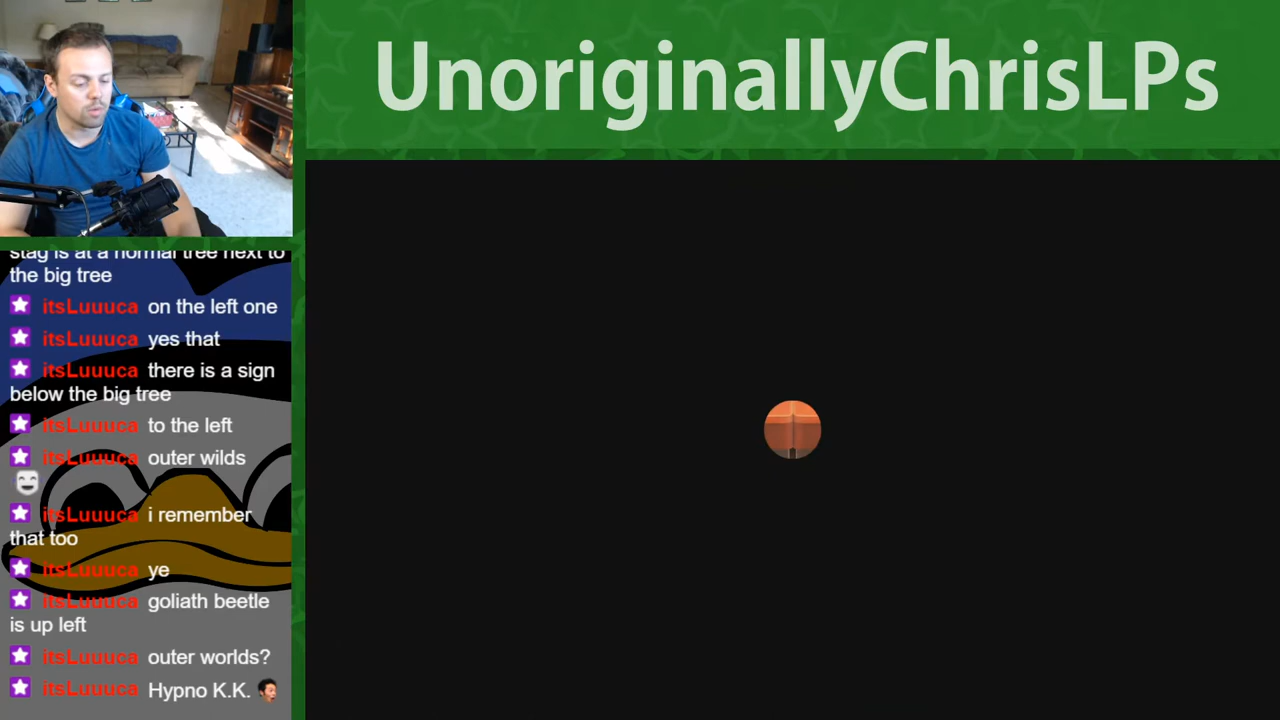 UnoriginallyChrisLPs
stag is at a normal tree next to
the big tree
itsLuuuca on the left one
itsLuuuca yes that
itsLuuuca there is a sign
below the big tree
itsLuuuca to the left
itsLuuuca outer wilds
itsLuuuca i remember
that too
itsLuuuca ye
itsLuuuca goliath beetle
is up left
itsLuuuca outer worlds?
itsLuuuca Hypno K.K.